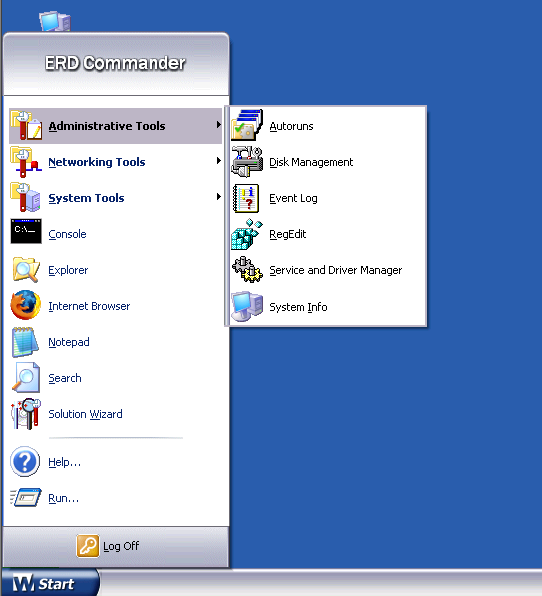 ERD Commander
Administrative Tools
Networking Tools
System Tools
C:\_
Console
Explorer
Internet Browser
Notepad
Search
Solution Wizard
Help...
Run...
Log Off
Start
Autoruns
Disk Management
Event Log
RegEdit
Service and Driver Manager
System Info